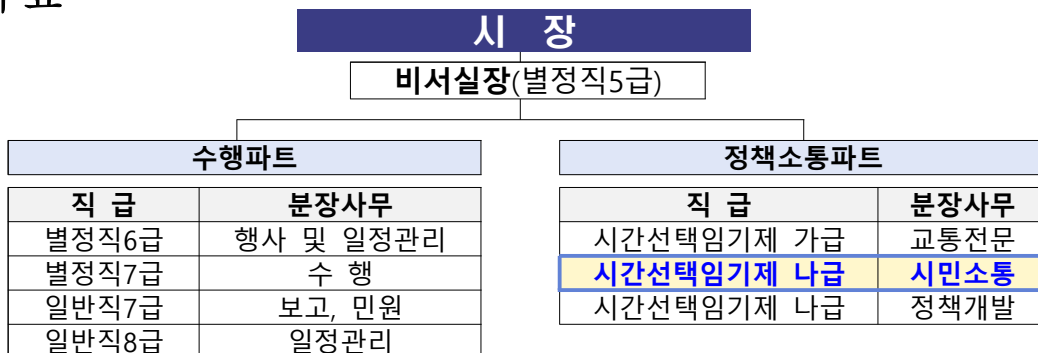 시 장
비서실장(별정직5급)
수행파트
직 급 분장사무
별정직6급 행사 및 일정관리
별정직7급 수 행
일반직7급 보고, 민원
일반직8급 일정관리
정책소통파트
직 급 분장사무
시간선택임기제 가급 교통전문
시간선택임기제 나급 시민소통
시간선택임기제 나급 정책개발